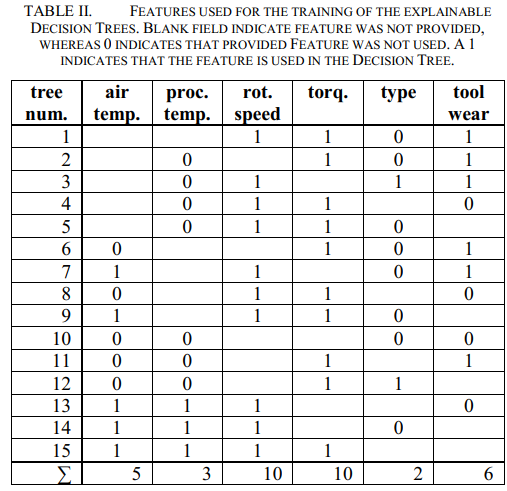 TABLE II. FEATURES USED FOR THE TRAINING OF THE EXPLAINABLE
DECISION TREES. BLANK FIELD INDICATE FEATURE WAS NOT PROVIDED,
WHEREAS 0 INDICATES THAT PROVIDED FEATURE WAS NOT USED. A 1
INDICATES THAT THE FEATURE IS USED IN THE DECISION TREE.
tree air proc. rot. torq. type tool
num. temp. temp. speed wear
1 1 1 0 1
2 0 1 0 1
3 0 1 1 1
4 0 1 1 0
5 0 1 1 0
6 0 1 0 1
7 1 1 0 1
8 0 1 1 0
9 1 1 1 0
10 0 0 0 0
11 0 0 1 1
12 0 0 1 1
13 1 1 1 0
14 1 1 1 0
15 1 1 1 1
∑ 5 3 10 10 2 6